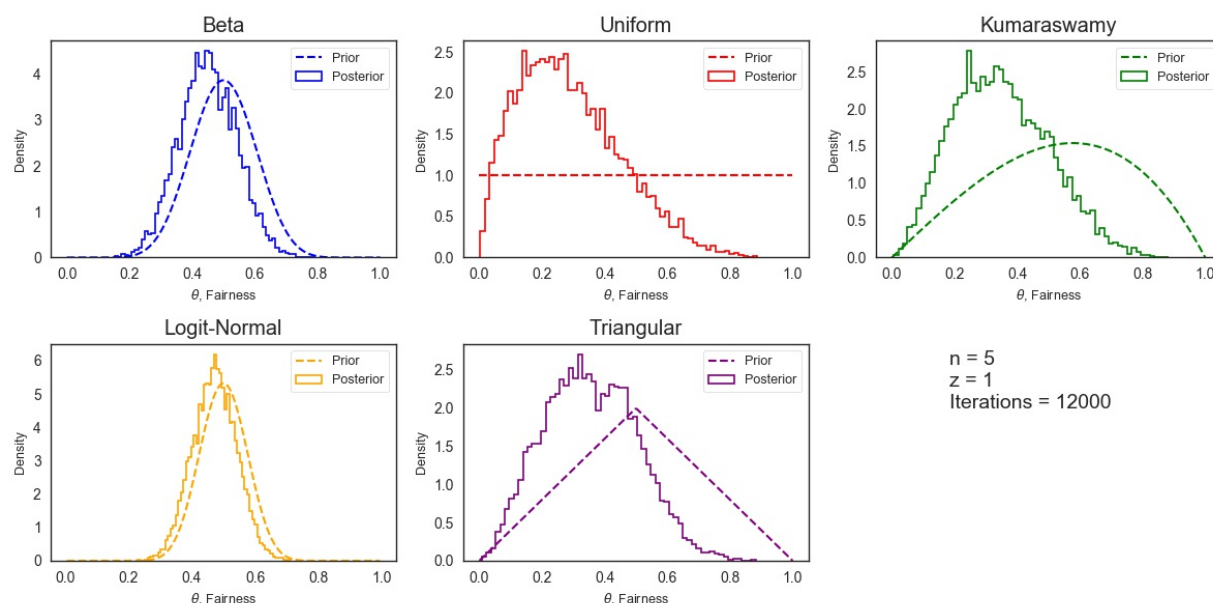 Beta
Prior
Posterior
Density
4
3
2
1
0
0.0 0.2 0.4 0.6 0.8 1.0
θ, Fairness
Uniform
Prior
Posterior
Density
2.5
2.0
1.5
1.0
0.5
0.0
0.0 0.2 0.4 0.6 0.8 1.0
θ, Fairness
Kumaraswamy
Prior
Posterior
Density
2.5
2.0
1.5
1.0
0.5
0.0
0.0 0.2 0.4 0.6 0.8 1.0
θ, Fairness
Logit-Normal
Prior
Posterior
Density
6
5
4
3
2
1
0
0.0 0.2 0.4 0.6 0.8 1.0
θ, Fairness
Triangular
Prior
Posterior
Density
2.5
2.0
1.5
1.0
0.5
0.0
0.0 0.2 0.4 0.6 0.8 1.0
θ, Fairness
n = 5
z = 1
Iterations = 12000